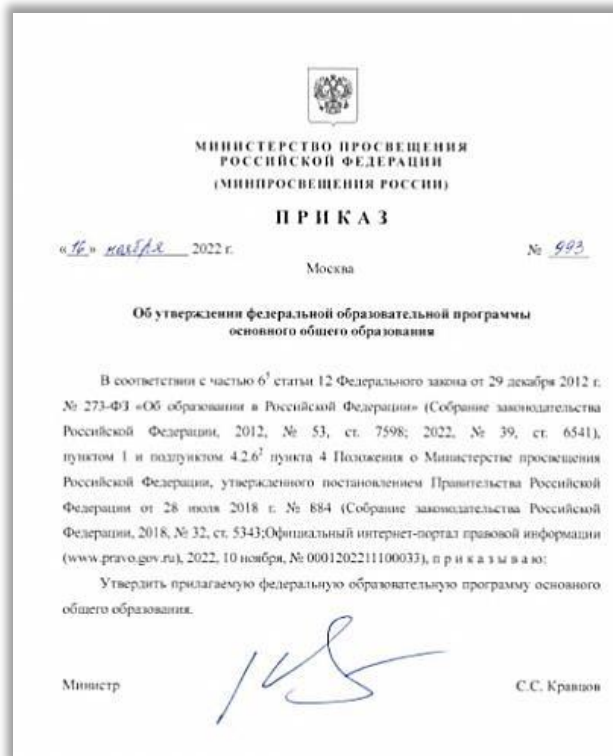 МИНИСТЕРСТВО ПРОСВЕЩЕНИЯ
РОССИЙСКОЙ ФЕДЕРАЦИИ
(МИНПРОСВЕЩЕНИЯ РОССИИ)
ПРИКАЗ
«16» ноября 2022 г. № 993
Москва
Об утверждении федеральной образовательной программы
основного общего образования
В соответствии с частью 6⁵ статьи 12 Федерального закона от 29 декабря 2012 г.
№ 273-ФЗ «Об образовании в Российской Федерации» (Собрание законодательства
Российской Федерации, 2012, № 53, ст. 7598; 2022, № 39, ст. 6541),
пунктом 1 и подпунктом 4.2.6² пункта 4 Положения о Министерстве просвещения
Российской Федерации, утвержденного постановлением Правительства Российской
Федерации от 28 июля 2018 г. № 884 (Собрание законодательства Российской
Федерации, 2018, № 32, ст. 5343;Официальный интернет-портал правовой информации
(www.pravo.gov.ru), 2022, 10 ноября, № 0001202211100033), п р и к а з ы в а ю:
Утвердить прилагаемую федеральную образовательную программу основного
общего образования.
Министр С.С. Кравцов